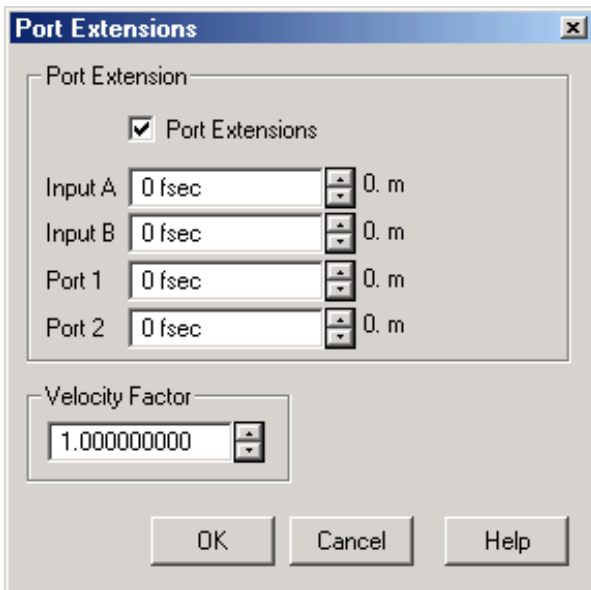 Port Extensions
Port Extension
Port Extensions
Input A 0 fsec 0. m
Input B 0 fsec 0. m
Port 1 0 fsec 0. m
Port 2 0 fsec 0. m
Velocity Factor
1.000000000
OK Cancel Help